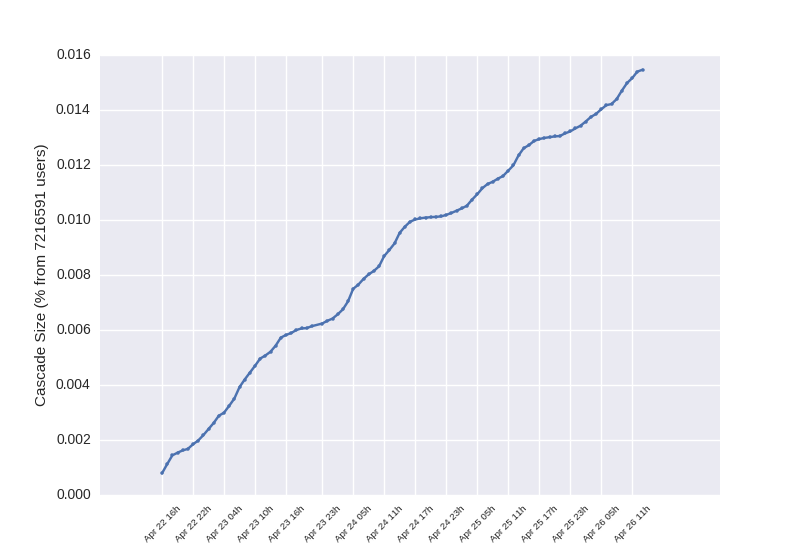 Cascade Size (% from 7216591 users)
0.016
0.014
0.012
0.010
0.008
0.006
0.004
0.002
0.000
Apr 22 16h
Apr 22 22h
Apr 23 04h
Apr 23 10h
Apr 23 16h
Apr 23 23h
Apr 24 05h
Apr 24 11h
Apr 24 17h
Apr 24 23h
Apr 25 05h
Apr 25 11h
Apr 25 17h
Apr 25 23h
Apr 26 05h
Apr 26 11h